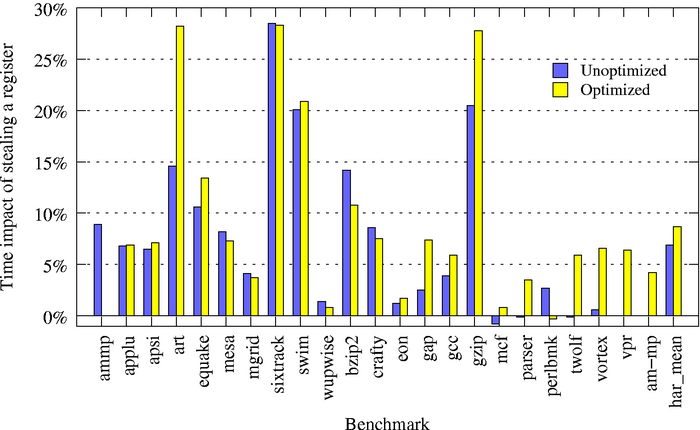 Time impact of stealing a register
30%
25%
20%
15%
10%
5%
0%
Unoptimized
Optimized
ammp
applu
apsi
art
equake
mesa
mgrid
sixtrack
swim
wupwise
bzip2
crafty
eon
gap
gcc
gzip
mcf
parser
perlbmk
twolf
vortex
vpr
am-mp
har_mean
Benchmark